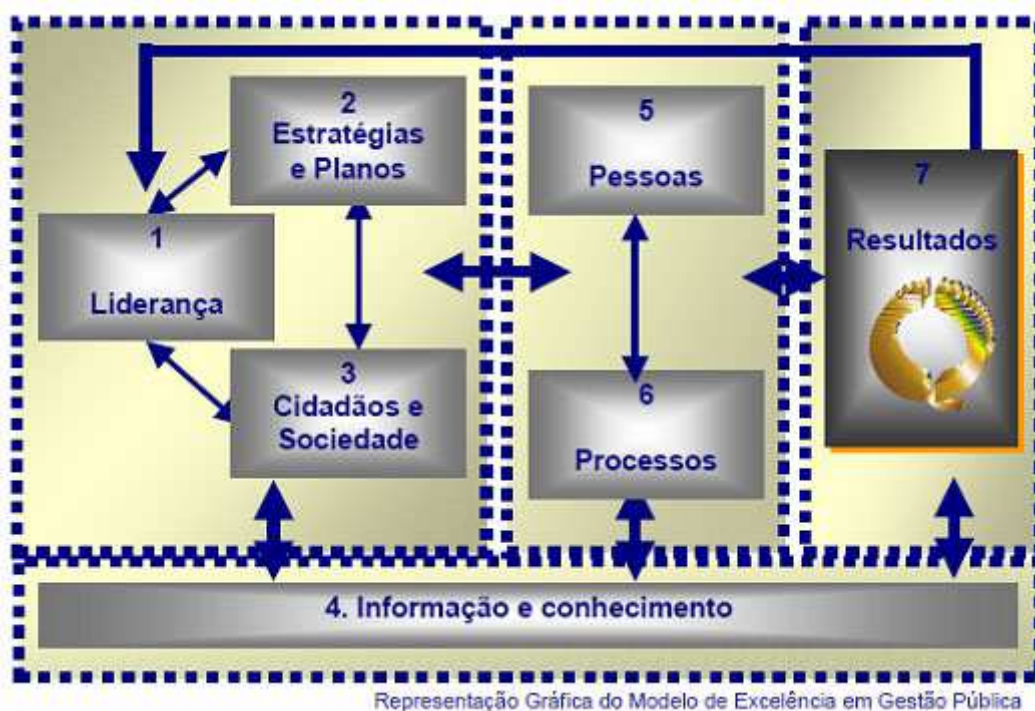 2
Estratégias
e Planos
1
Liderança
3
Cidadãos e
Sociedade
5
Pessoas
6
Processos
7
Resultados
4. Informação e conhecimento
Representação Gráfica do Modelo de Excelência em Gestão Pública